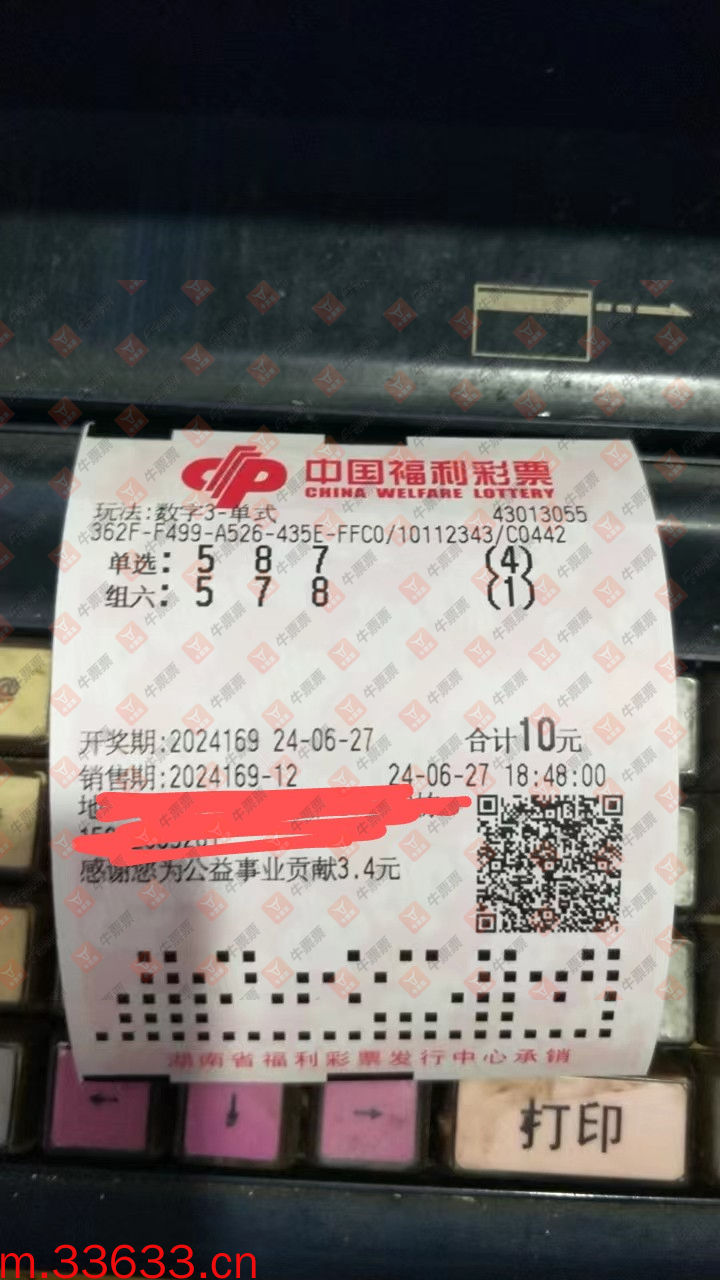 中国福利彩票
CHINA WELFARE LOTTERY
玩法:数字3-单式 43013055
362F-F499-A526-435E-FFC0/10112343/C0442
单选: 5 8 7 (4)
组六: 5 7 8 (1)
开奖期:2024169 24-06-27 合计10元
销售期:2024169-12 24-06-27 18:48:00
地
感谢您为公益事业贡献3.4元
湖南省福利彩票发行中心承销
打印
牛票票
m.33633.cn